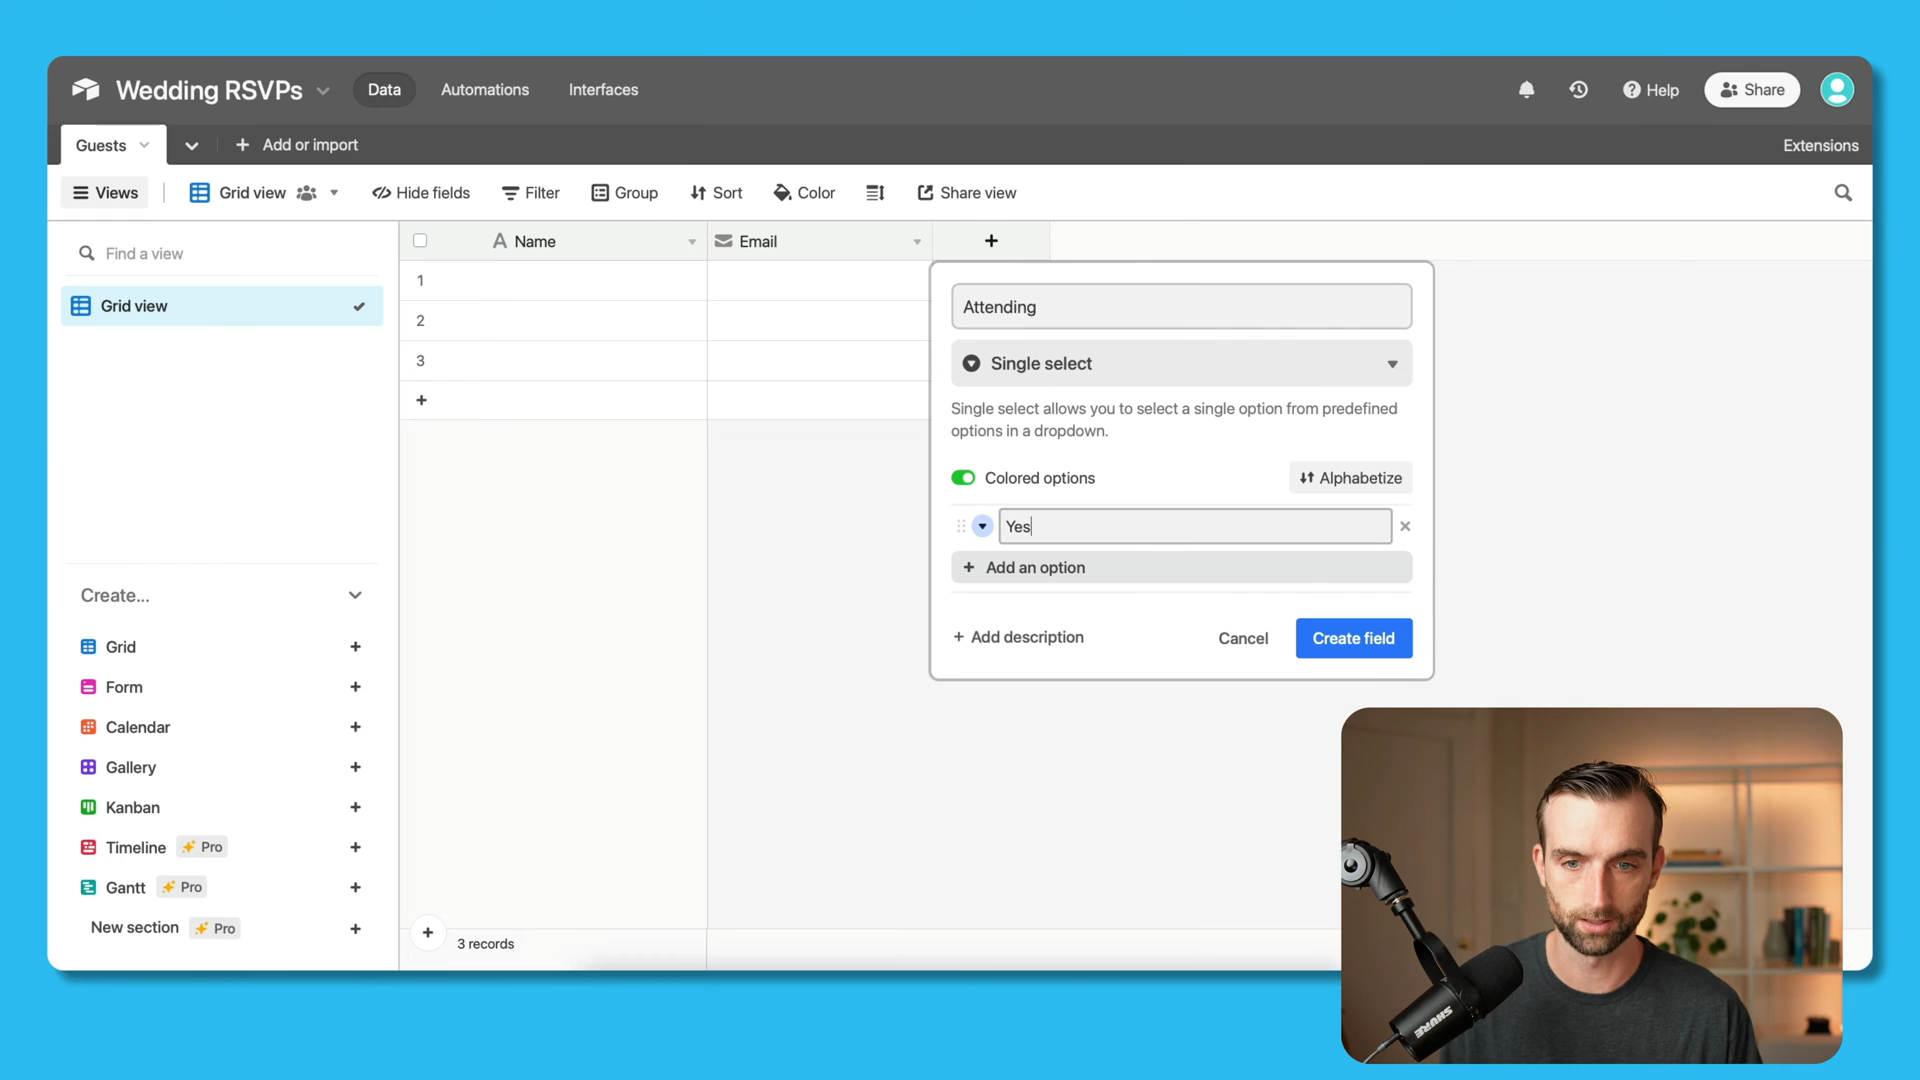 Wedding RSVPs
Data
Automations
Interfaces
Help
Share
Guests
Add or import
Extensions
Views
Grid view
Hide fields
Filter
Group
Sort
Color
Share view
Find a view
Grid view
Name
Email
1
2
3
Attending
Single select
Single select allows you to select a single option from predefined
options in a dropdown.
Colored options
Alphabetize
Yes
Add an option
Add description
Cancel
Create field
Create...
Grid
Form
Calendar
Gallery
Kanban
Timeline Pro
Gantt Pro
New section Pro
3 records
SHURE